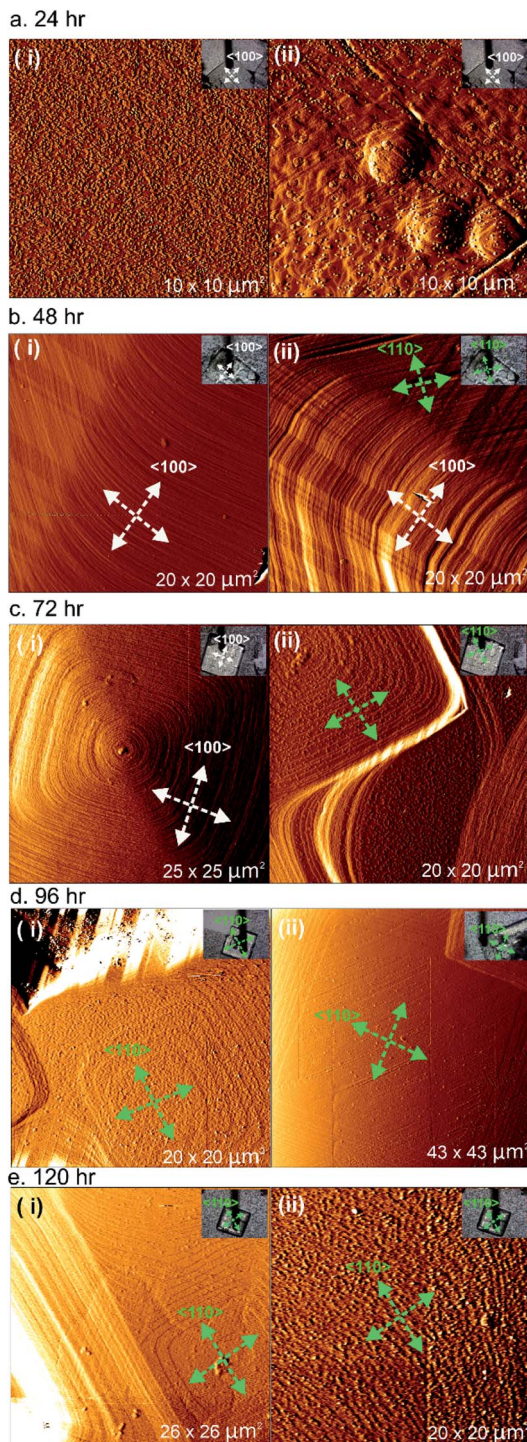 a. 24 hr
( i)
<100>
10 x 10 µm²
(ii)
<100>
10 x 10 µm²
b. 48 hr
( i)
<100>
<100>
20 x 20 µm²
(ii)
<110>
<110>
<100>
20 x 20 µm²
c. 72 hr
( i)
<100>
<100>
25 x 25 µm²
(ii)
<110>
20 x 20 µm²
d. 96 hr
( i)
<110>
<110>
20 x 20 µm²
(ii)
<110>
<110>
43 x 43 µm²
e. 120 hr
( i)
<110>
<110>
26 x 26 µm²
(ii)
<110>
<110>
20 x 20 µm²